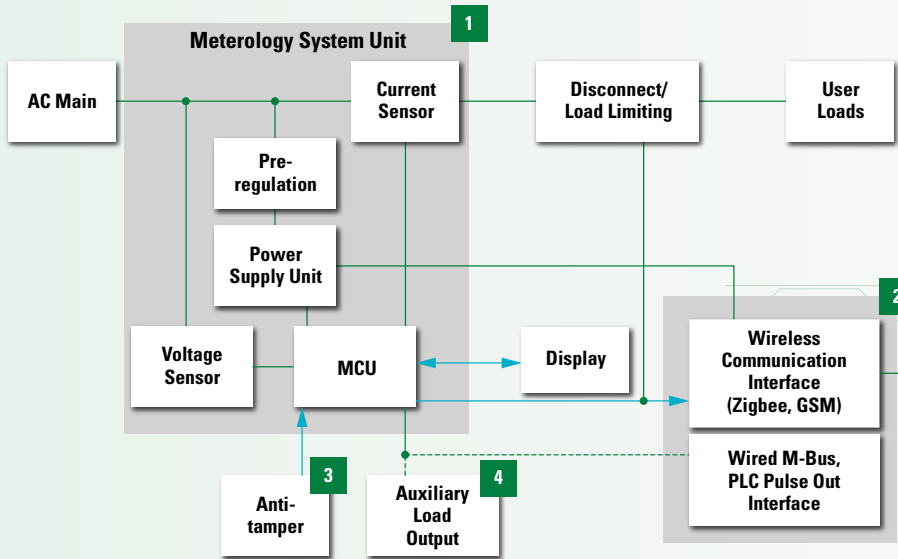 1
Meterology System Unit
AC Main
Current
Sensor
Disconnect/
Load Limiting
User
Loads
Pre-
regulation
Power
Supply Unit
2
Voltage
Sensor
MCU
Display
Wireless
Communication
Interface
(Zigbee, GSM)
Wired M-Bus,
PLC Pulse Out
Interface
3
Anti-
tamper
4
Auxiliary
Load
Output